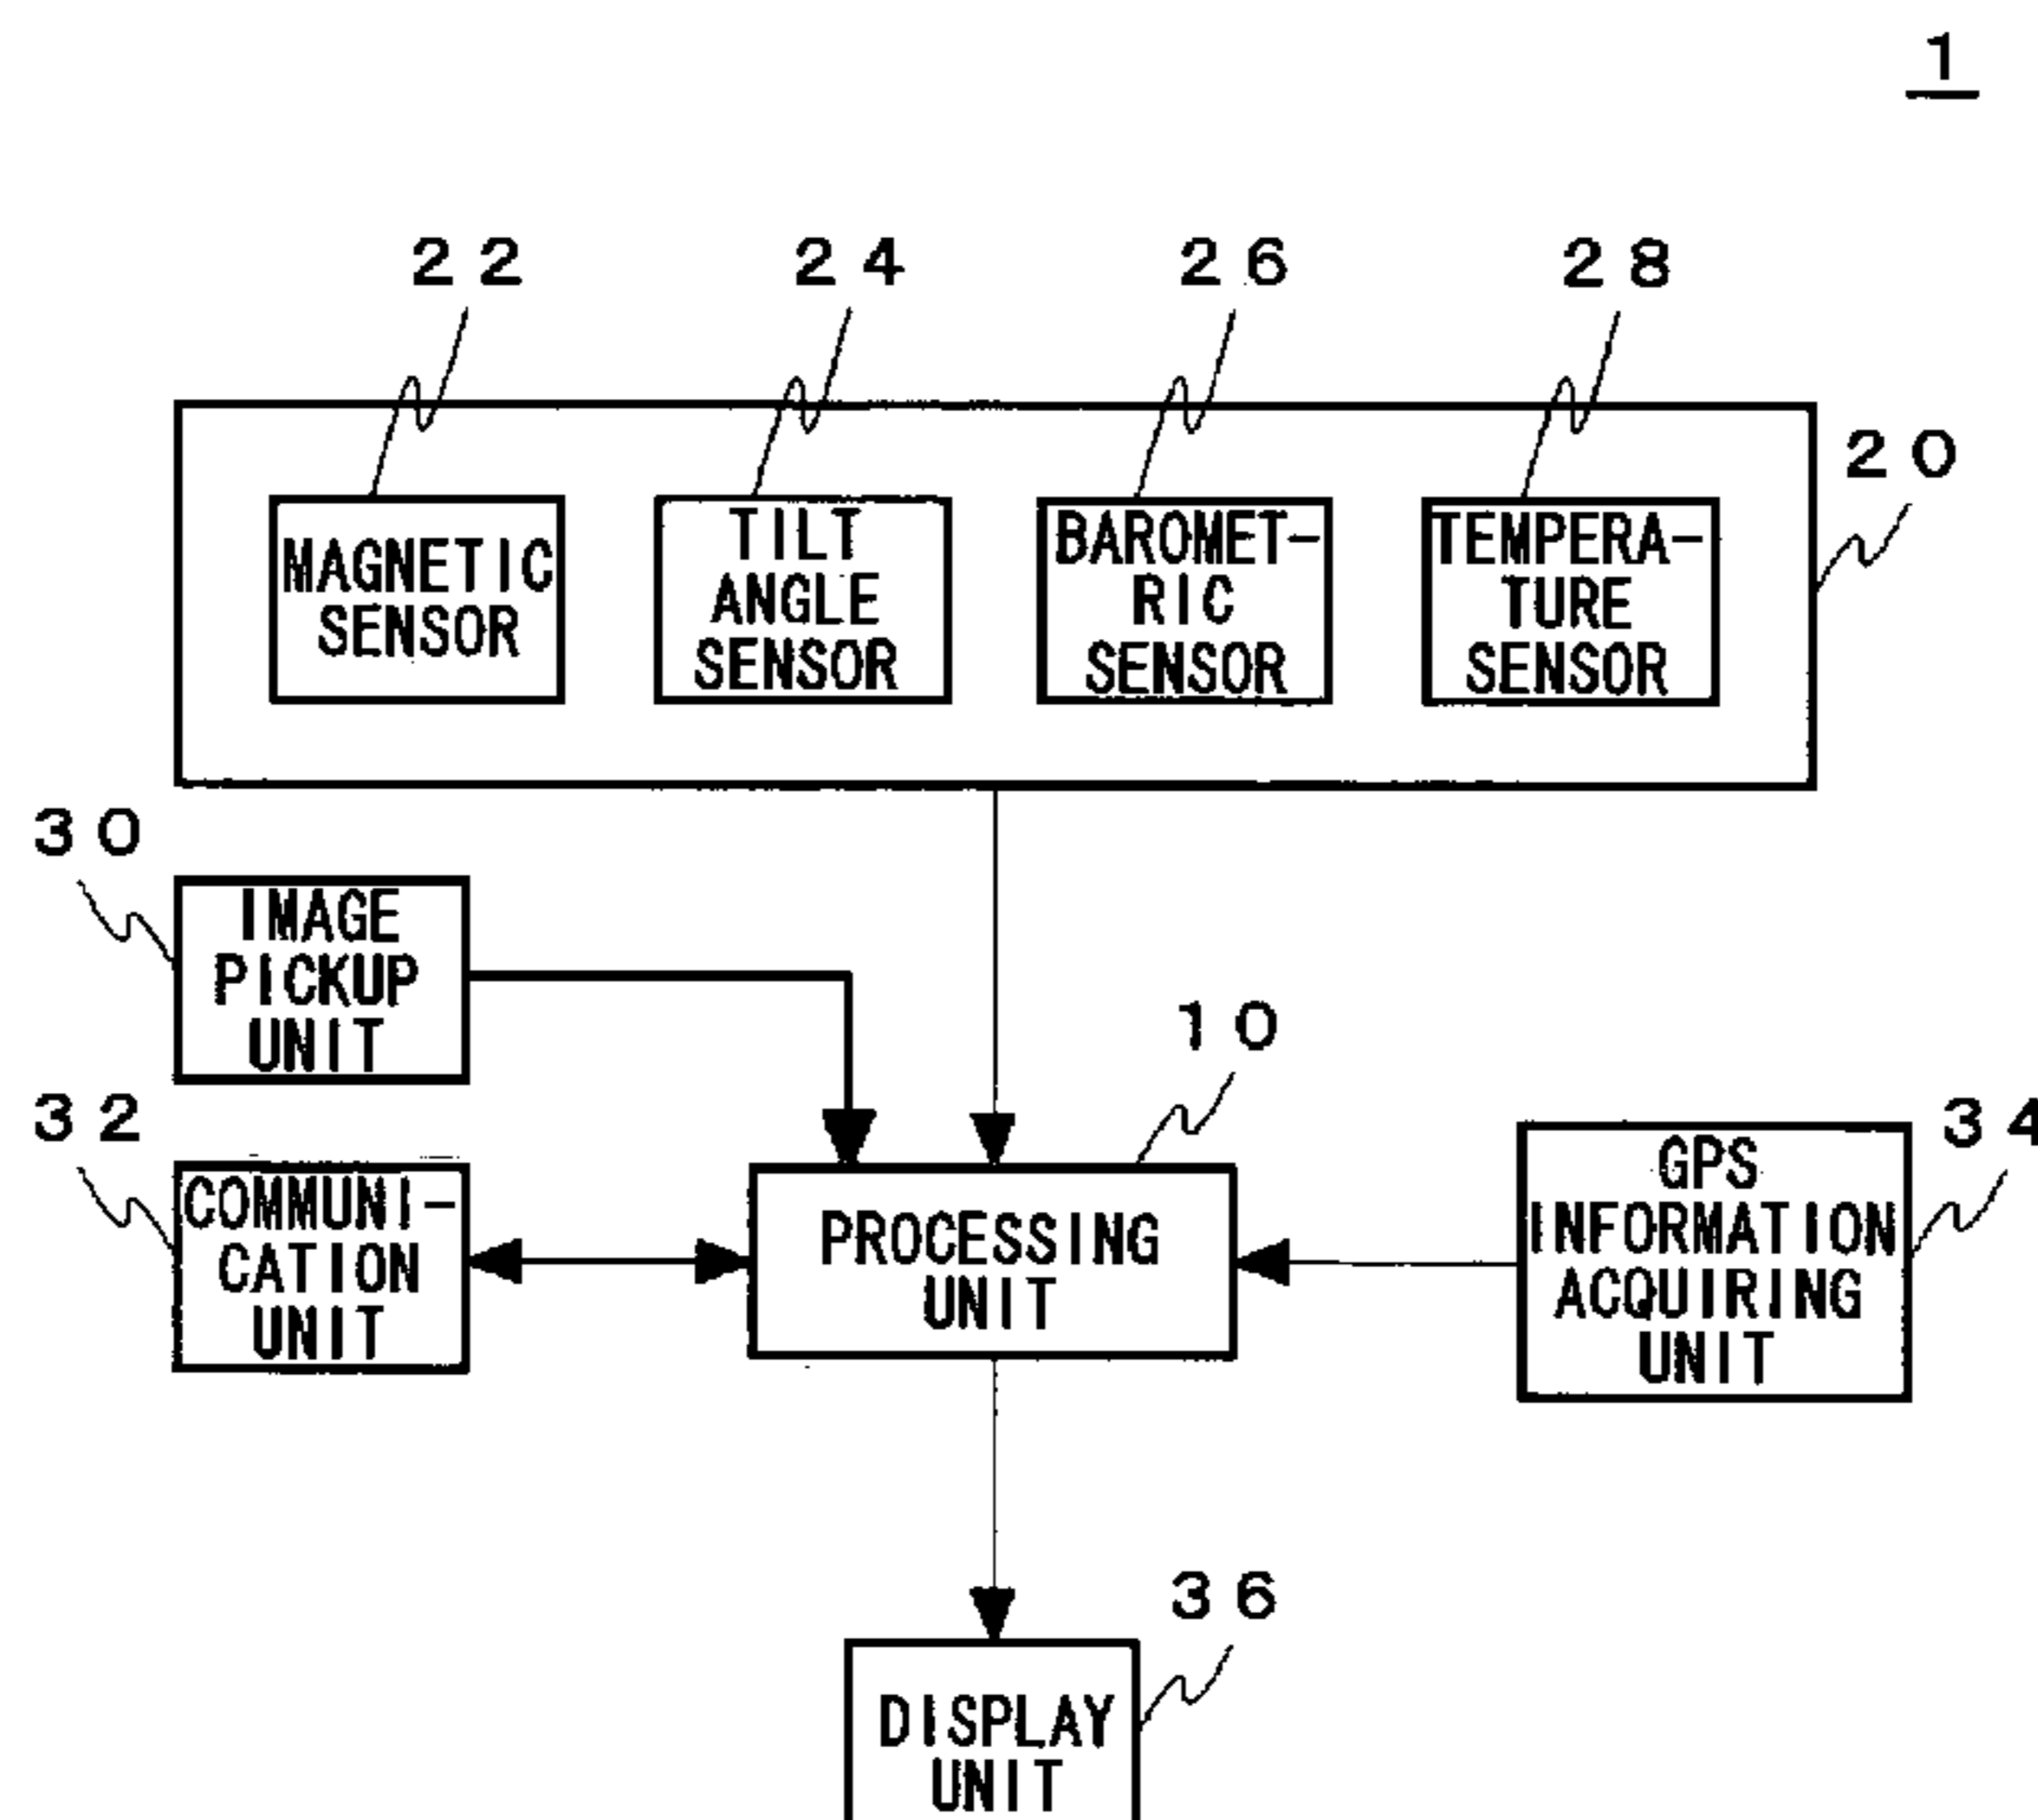 1
22
24
26
28
20
MAGNETIC
SENSOR
TILT
ANGLE
SENSOR
BAROMET-
RIC
SENSOR
TEMPERA-
TURE
SENSOR
30
IMAGE
PICKUP
UNIT
10
32
COMMUNI-
CATION
UNIT
PROCESSING
UNIT
34
GPS
INFORMATION
ACQUIRING
UNIT
36
DISPLAY
UNIT